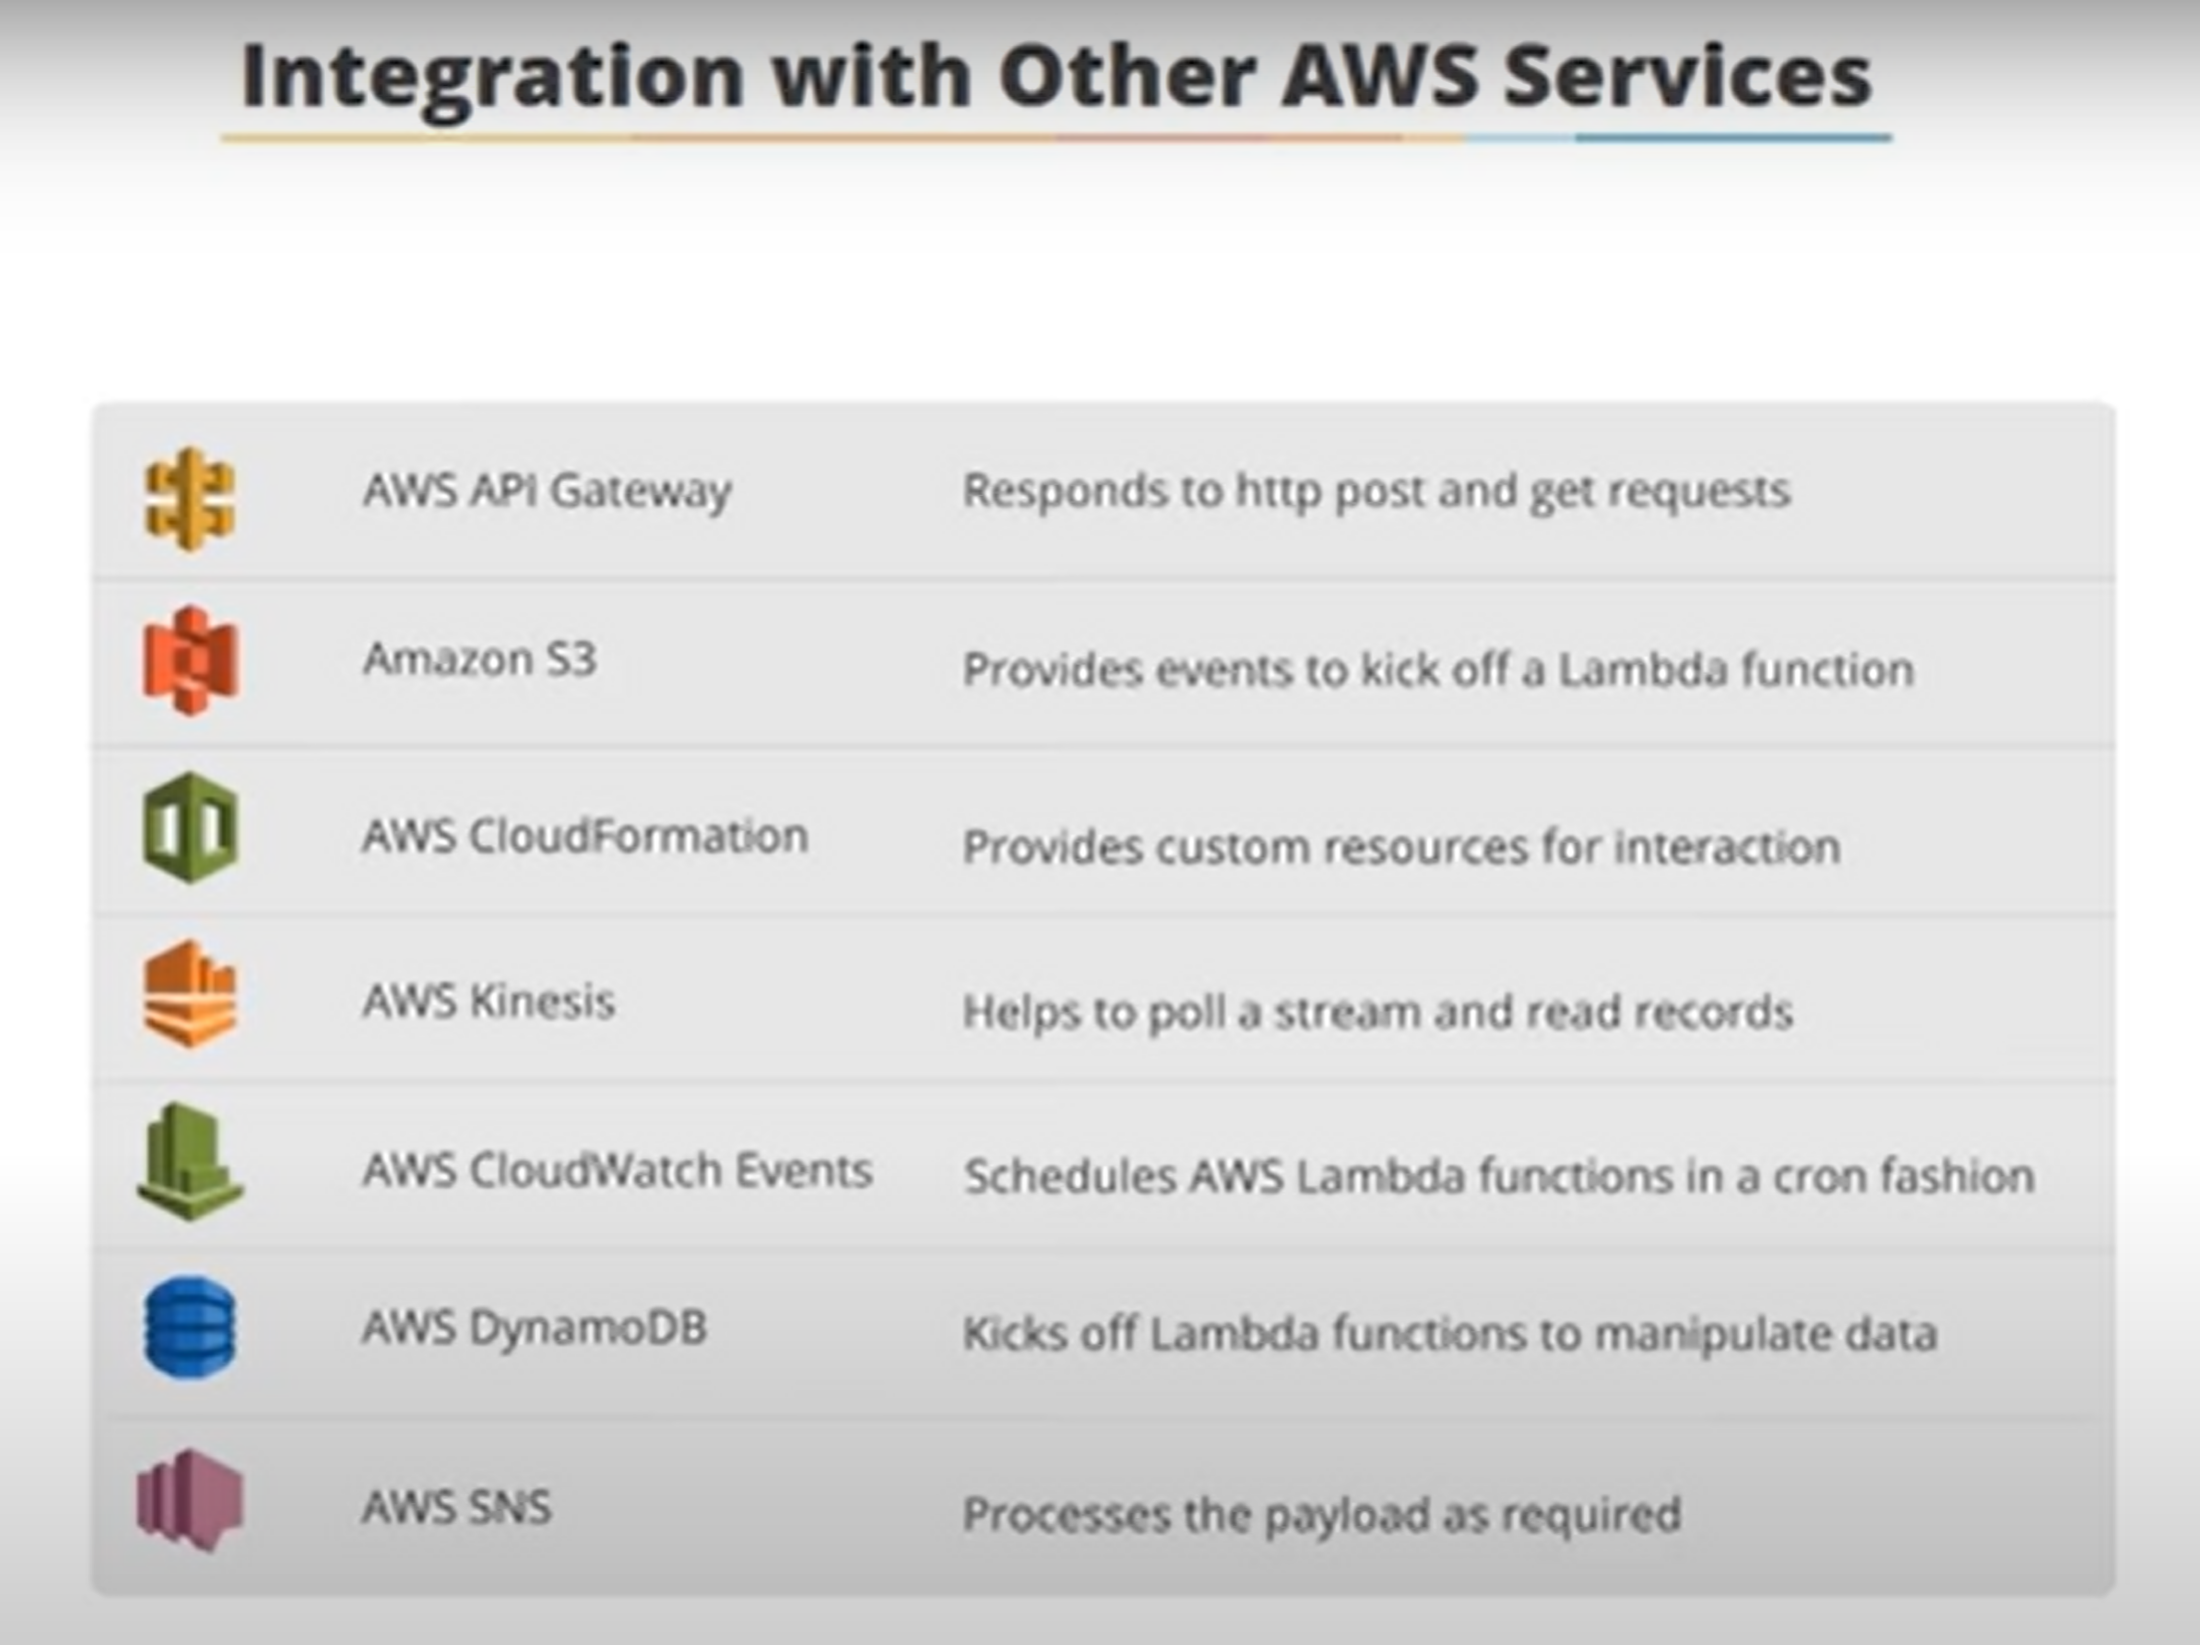 Integration with Other AWS Services
AWS API Gateway Responds to http post and get requests
Amazon S3 Provides events to kick off a Lambda function
AWS CloudFormation Provides custom resources for interaction
AWS Kinesis Helps to poll a stream and read records
AWS CloudWatch Events Schedules AWS Lambda functions in a cron fashion
AWS DynamoDB Kicks off Lambda functions to manipulate data
AWS SNS Processes the payload as required